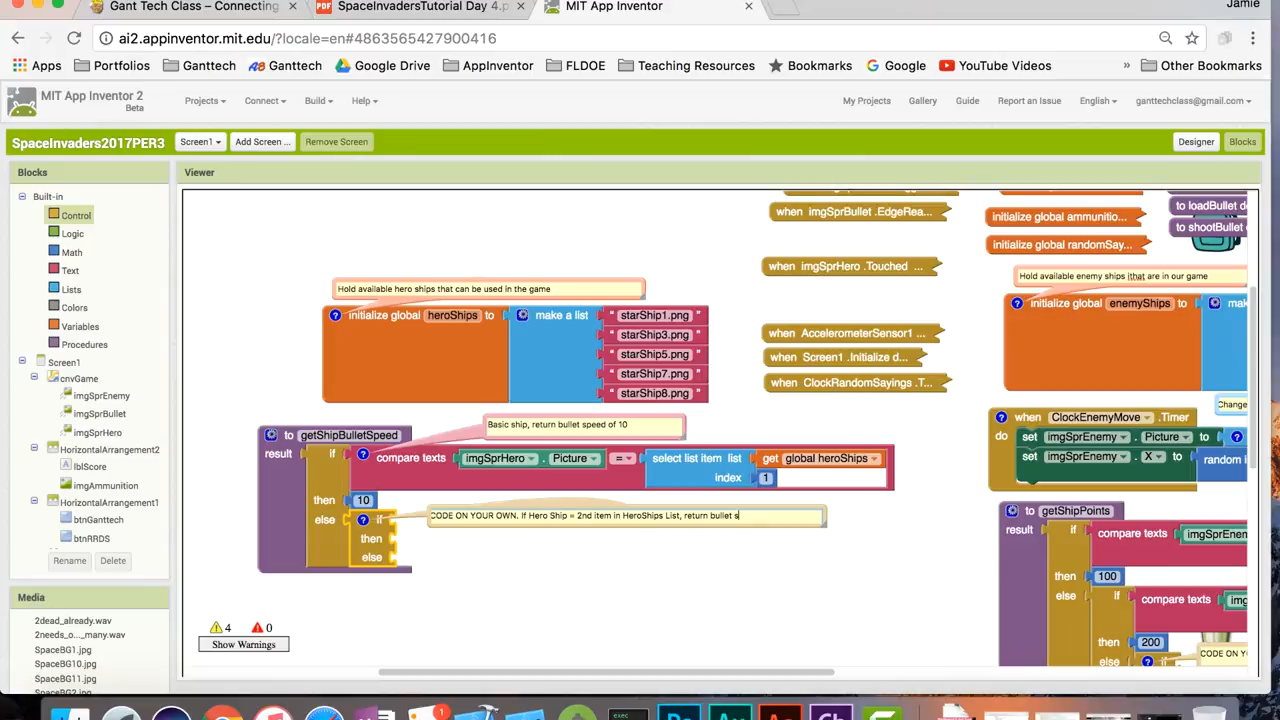 Gant Tech Class – Connecting
PDF SpaceInvadersTutorial Day 4.p
MIT App Inventor
Jamie
ai2.appinventor.mit.edu/?locale=en#4863565427900416
Apps Portfolios Ganttech Ganttech Google Drive AppInventor FLDOE Teaching Resources Bookmarks Google YouTube Videos » Other Bookmarks
MIT App Inventor 2
Beta
Projects Connect Build Help
My Projects Gallery Guide Report an Issue English ganttechclass@gmail.com
SpaceInvaders2017PER3 Screen1 Add Screen ... Remove Screen Designer Blocks
Blocks
Built-in
Control
Logic
Math
Text
Lists
Colors
Variables
Procedures
Screen1
cnvGame
imgSprEnemy
imgSprBullet
imgSprHero
HorizontalArrangement2
lblScore
imgAmmunition
HorizontalArrangement1
btnGanttech
btnRRDS
Rename Delete
Media
2dead_already.wav
2needs_o..._many.wav
SpaceBG1.jpg
SpaceBG10.jpg
SpaceBG11.jpg
SpaceBG2.jpg
Viewer
Hold available hero ships that can be used in the game
initialize global heroShips to make a list
" starShip1.png "
" starShip3.png "
" starShip5.png "
" starShip7.png "
" starShip8.png "
Basic ship, return bullet speed of 10
to getShipBulletSpeed
result if compare texts imgSprHero . Picture = select list item list get global heroShips
index 1
then 10
else if
CODE ON YOUR OWN. If Hero Ship = 2nd item in HeroShips List, return bullet s
then
else
4 0
Show Warnings
when imgSprBullet .EdgeRea...
when imgSprHero .Touched ...
when AccelerometerSensor1 ...
when Screen1 .Initialize d...
when ClockRandomSayings .T...
initialize global ammunitio...
initialize global randomSay...
to loadBullet d
to shootBullet
Hold available enemy ships ithat are in our game
initialize global enemyShips to
Change
when ClockEnemyMove .Timer
do set imgSprEnemy . Picture to
set imgSprEnemy . X to random i
to getShipPoints
result if compare texts imgSprEnem
then 100
else if compare texts
then 200
else if
CODE ON YO